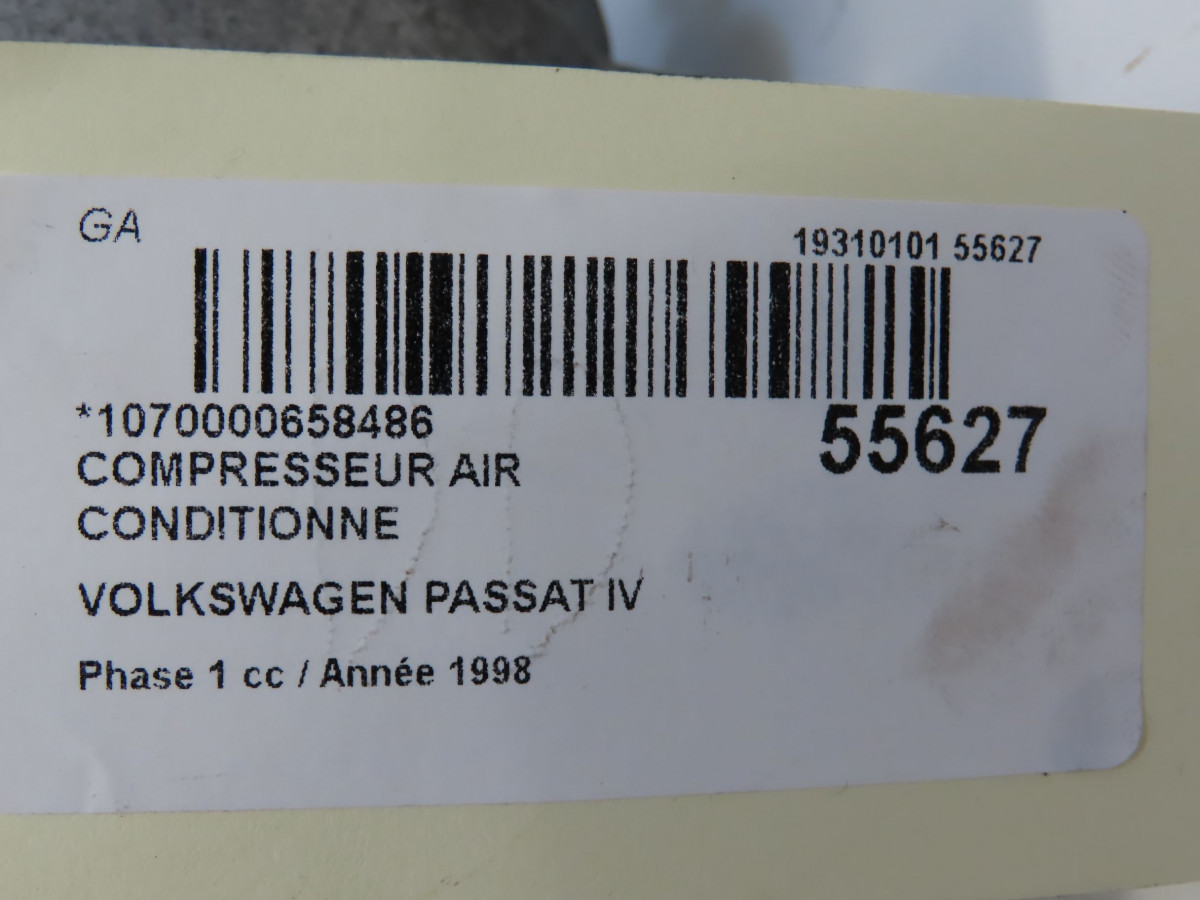 GA
19310101 55627
*1070000658486
55627
COMPRESSEUR AIR
CONDITIONNE
VOLKSWAGEN PASSAT IV
Phase 1 cc / Année 1998